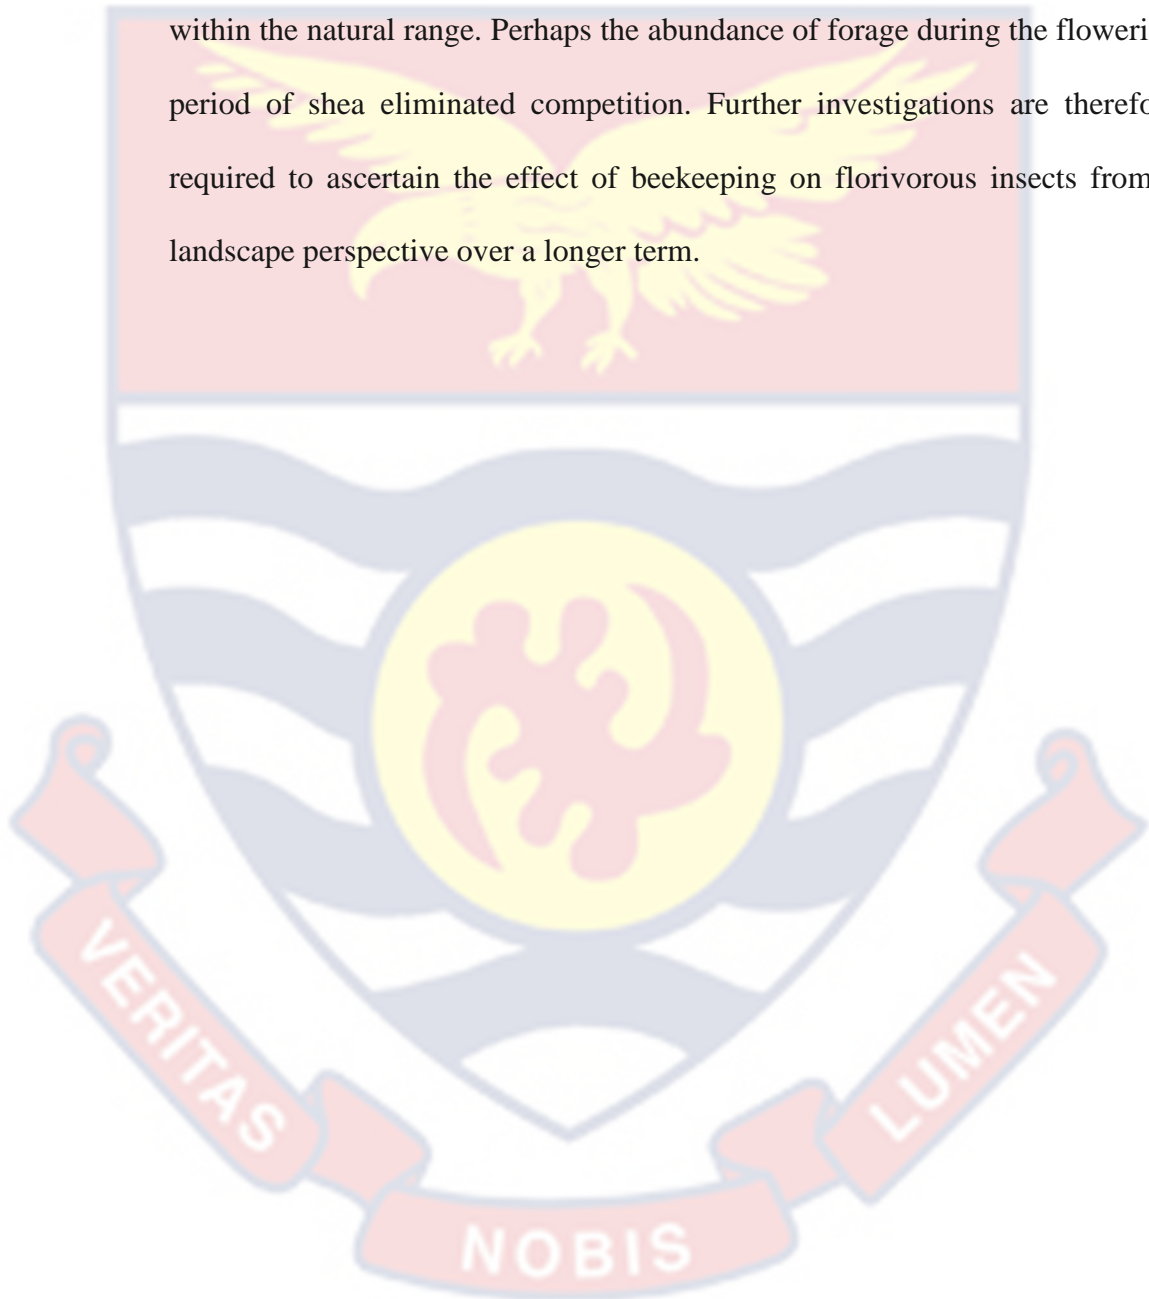 within the natural range. Perhaps the abundance of forage during the floweri
period of shea eliminated competition. Further investigations are therefo
required to ascertain the effect of beekeeping on florivorous insects from
landscape perspective over a longer term.
VERITAS
NOBIS
LUMEN